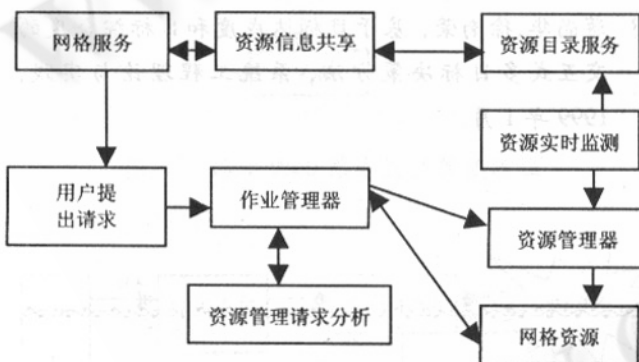 网格服务
资源信息共享
资源目录服务
资源实时监测
用户提
出请求
作业管理器
资源管理器
资源管理请求分析
网格资源